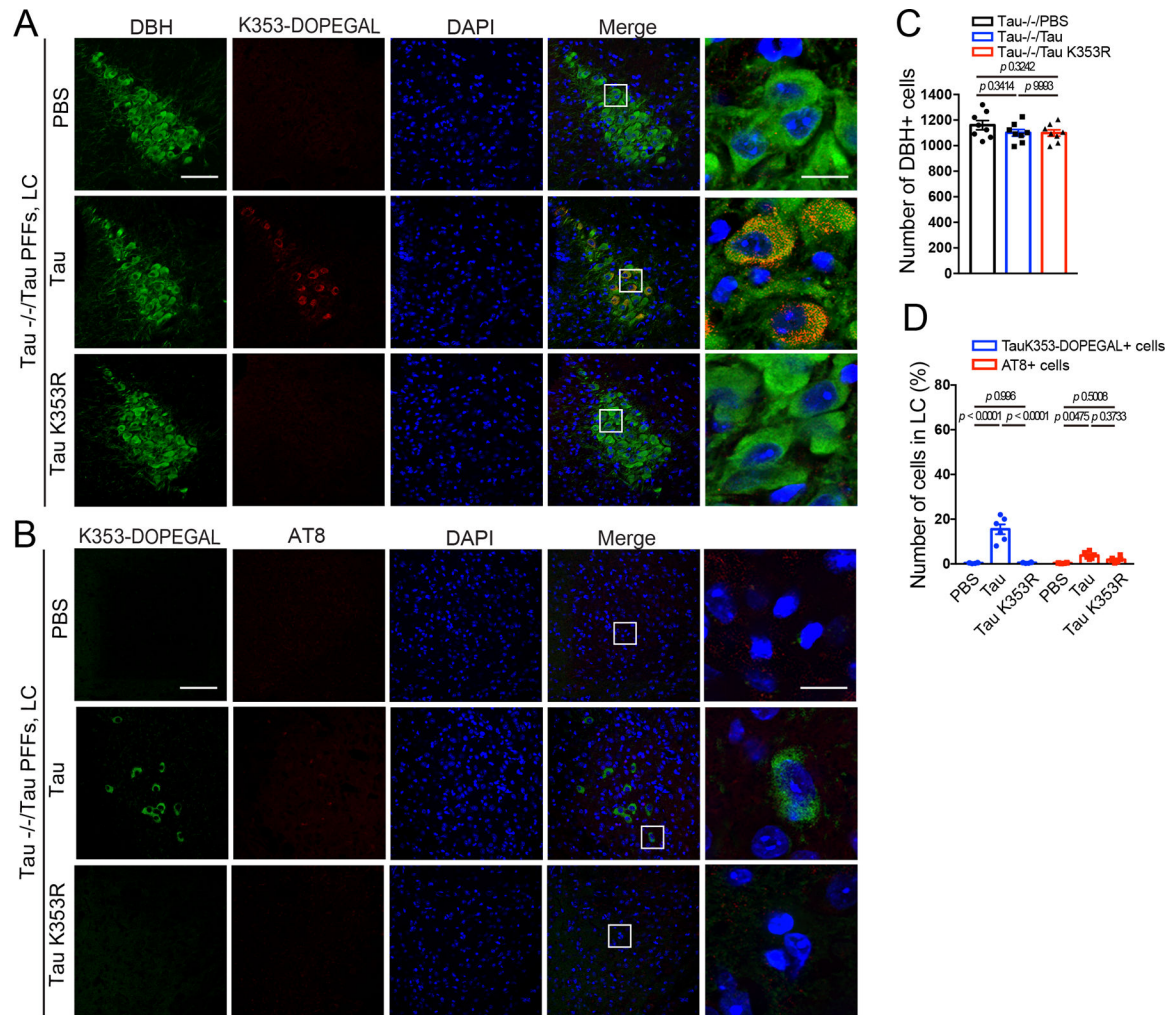 A
DBH
K353-DOPEGAL
DAPI
Merge
Tau -/-/Tau PFFs, LC
PBS
Tau
Tau K353R
B
K353-DOPEGAL
AT8
DAPI
Merge
Tau -/-/Tau PFFs, LC
PBS
Tau
Tau K353R
C
Tau-/-/PBS
Tau-/-/Tau
Tau-/-/Tau K353R
p 0.3242
p 0.3414
p 9993
Number of DBH+ cells
1400
1200
1000
800
600
400
200
0
D
TauK353-DOPEGAL+ cells
AT8+ cells
Number of cells in LC (%)
80
60
40
20
0
p 0.996
p < 0.0001
p < 0.0001
p 0.5008
p 0.0475
p 0.3733
PBS
Tau
Tau K353R
PBS
Tau
Tau K353R